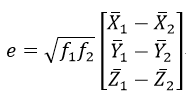 e = √f₁f₂ [X̄₁ − X̄₂
Ȳ₁ − Ȳ₂
Z̄₁ − Z̄₂]